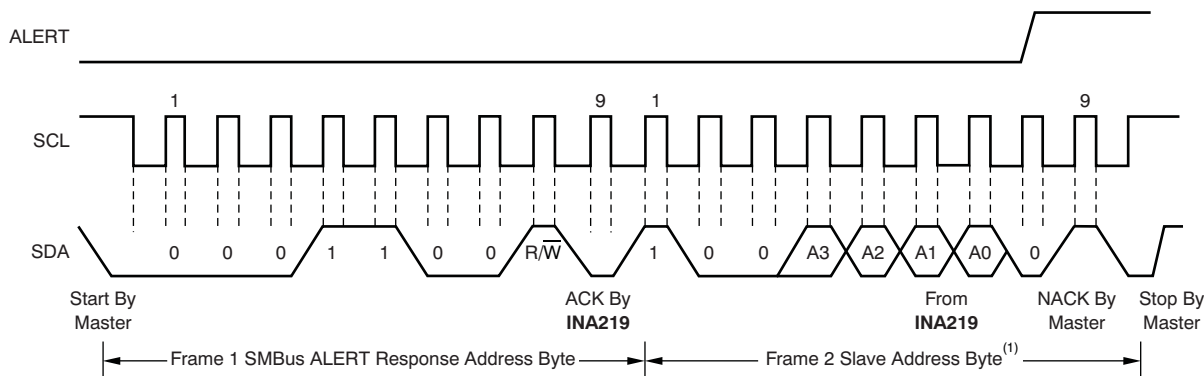 ALERT
1 9 1 9
SCL
SDA 0 0 0 1 1 0 0 R/W̅ 1 0 0 A3 A2 A1 A0 0
Start By
Master
ACK By
INA219
From
INA219
NACK By
Master
Stop By
Master
Frame 1 SMBus ALERT Response Address Byte
Frame 2 Slave Address Byte(1)